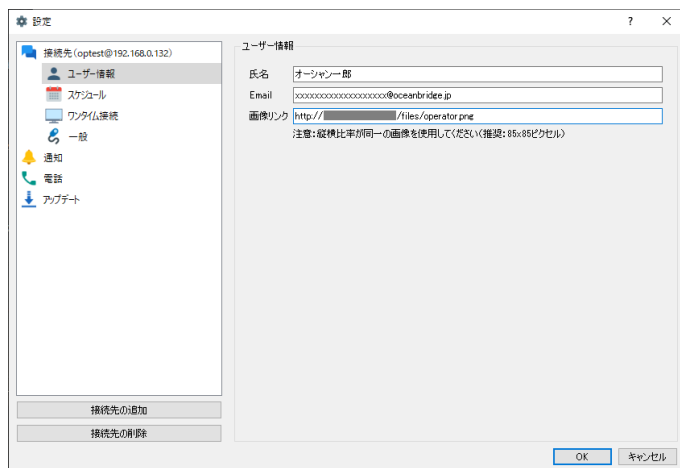 設定
? ×
接続先(optest@192.168.0.132)
ユーザー情報
スケジュール
ワンタイム接続
一般
通知
電話
アップデート
接続先の追加
接続先の削除
ユーザー情報
氏名 オーシャン一郎
Email xxxxxxxxxxxxxxxxxxx@oceanbridge.jp
画像リンク http:// /files/operator.png
注意:縦横比率が同一の画像を使用してください(推奨:85x85ピクセル)
OK キャンセル